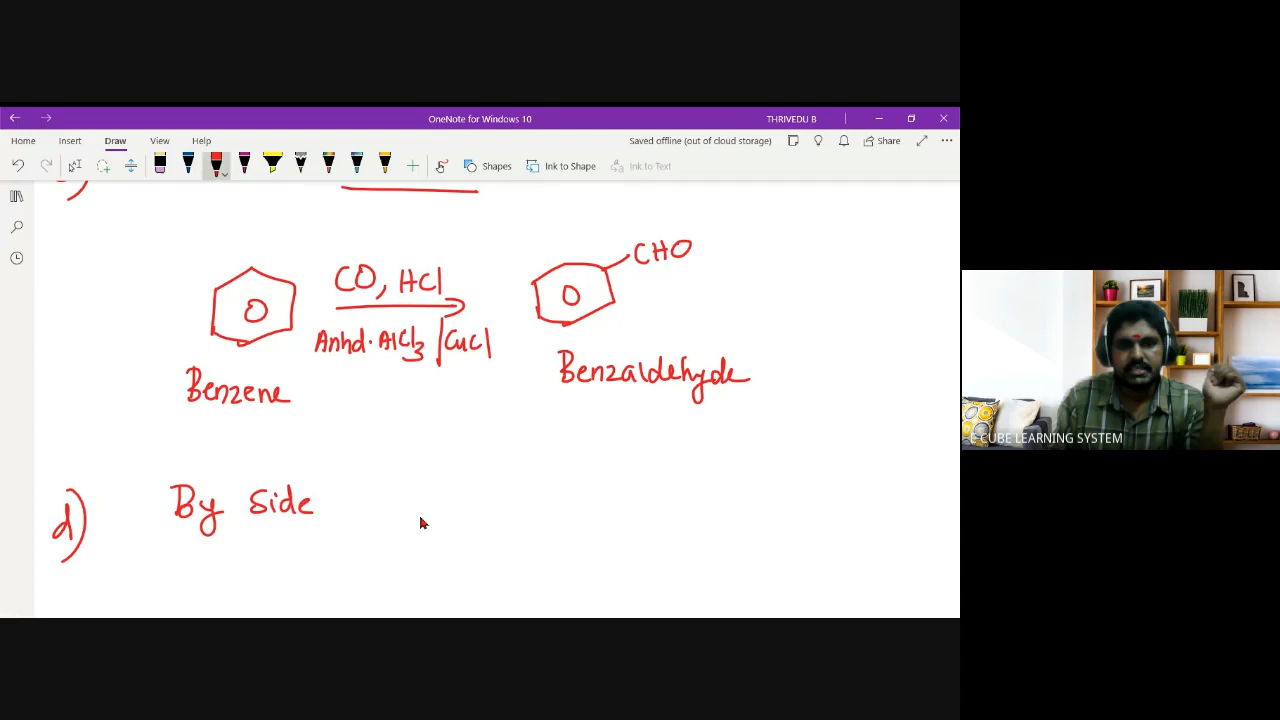 OneNote for Windows 10
THRIVEDU B
Home Insert Draw View Help
Saved offline (out of cloud storage)
Share
Shapes
Ink to Shape
Ink to Text
CHO
CO, HCl
Anhd. AlCl3 / CuCl
Benzene
Benzaldehyde
d) By Side
E CUBE LEARNING SYSTEM